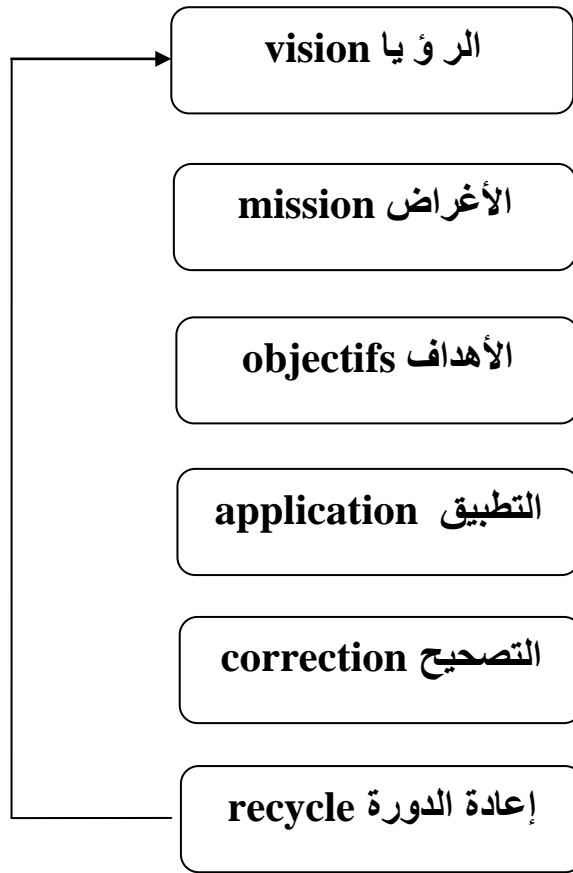 الر ؤ يا vision
الأغراض mission
الأهداف objectifs
التطبيق application
التصحيح correction
إعادة الدورة recycle